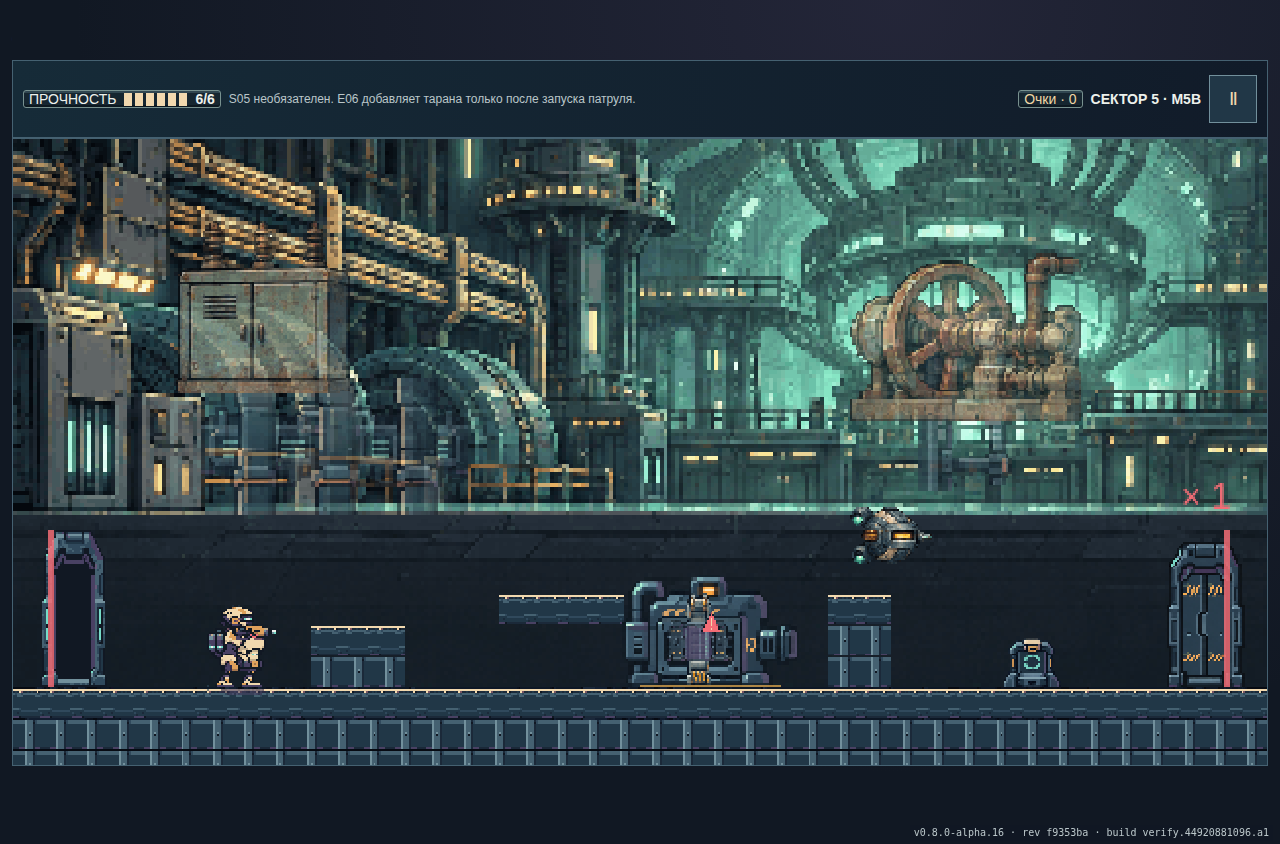 ПРОЧНОСТЬ 6/6 S05 необязателен. E06 добавляет тарана только после запуска патруля. Очки · 0 СЕКТОР 5 · M5B II
× 1
v0.8.0-alpha.16 · rev f9353ba · build verify.44920881096.a1